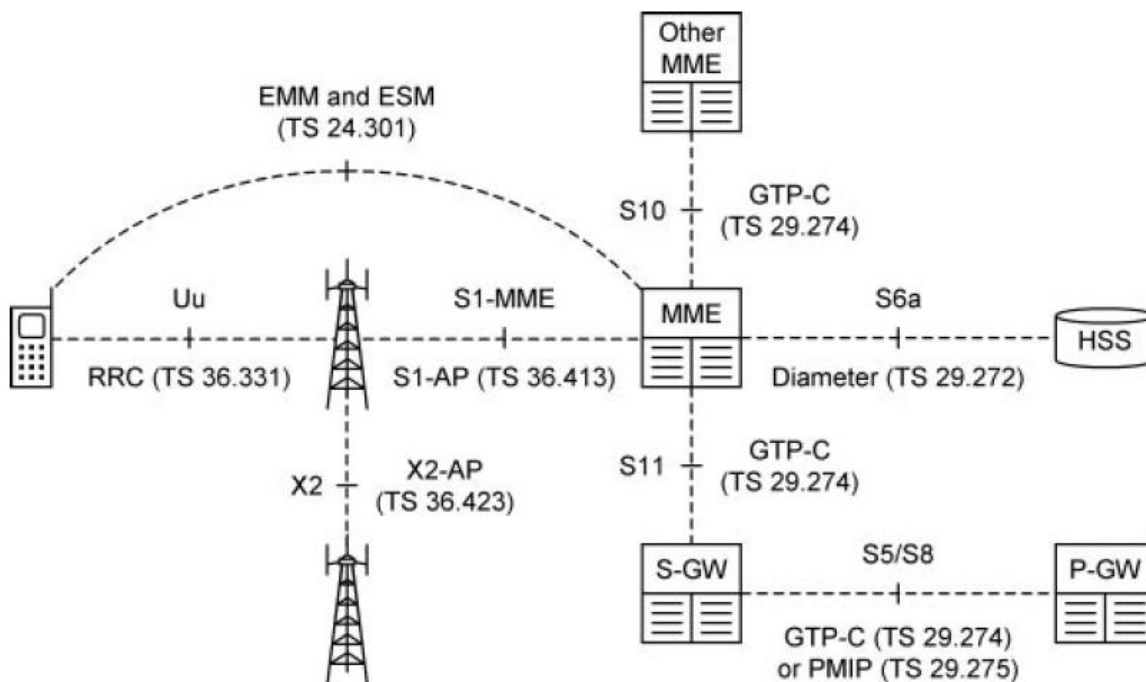 Other
MME
EMM and ESM
(TS 24.301)
S10
GTP-C
(TS 29.274)
Uu
S1-MME
MME
S6a
HSS
RRC (TS 36.331)
S1-AP (TS 36.413)
Diameter (TS 29.272)
X2
X2-AP
(TS 36.423)
S11
GTP-C
(TS 29.274)
S-GW
S5/S8
P-GW
GTP-C (TS 29.274)
or PMIP (TS 29.275)